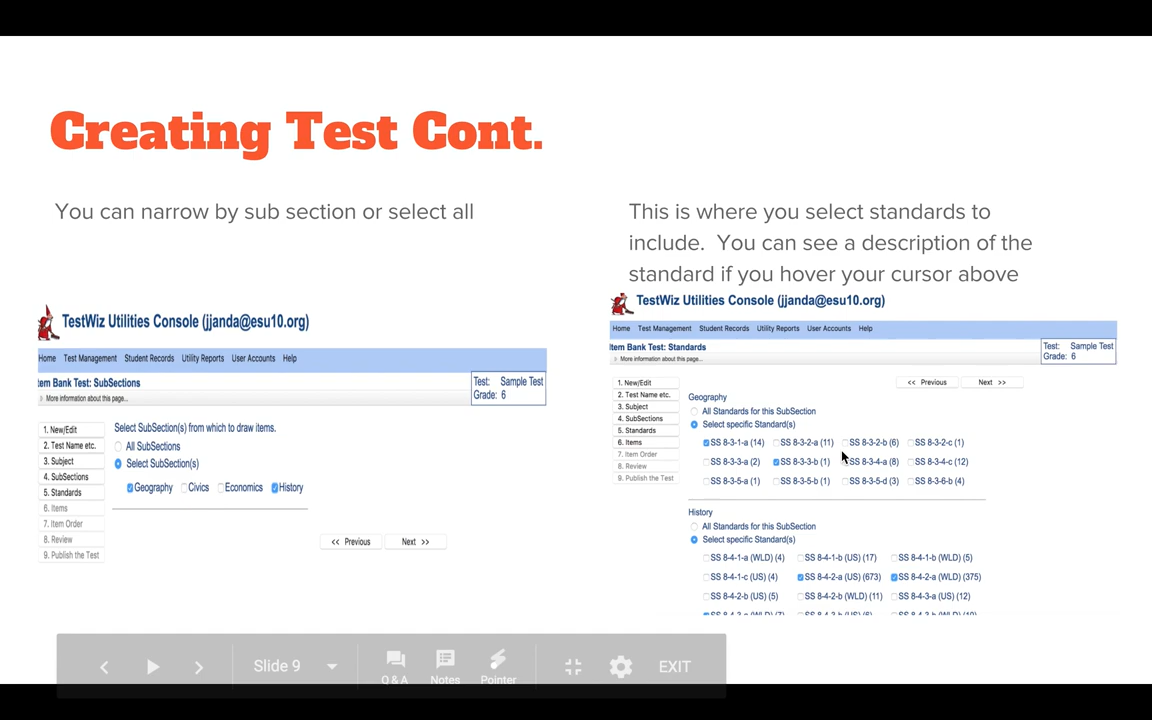 Creating Test Cont.
You can narrow by sub section or select all
TestWiz Utilities Console (jjanda@esu10.org)
Home Test Management Student Records Utility Reports User Accounts Help
tem Bank Test: SubSections
More information about this page...
Test: Sample Test
Grade: 6
1. New/Edit
2. Test Name etc.
3. Subject
4. SubSections
5. Standards
6. Items
7. Item Order
8. Review
9. Publish the Test
Select SubSection(s) from which to draw items.
All SubSections
Select SubSection(s)
Geography Civics Economics History
<< Previous Next >>
This is where you select standards to
include. You can see a description of the
standard if you hover your cursor above
TestWiz Utilities Console (jjanda@esu10.org)
Home Test Management Student Records Utility Reports User Accounts Help
Item Bank Test: Standards
More information about this page...
Test: Sample Test
Grade: 6
1. New/Edit
2. Test Name etc.
3. Subject
4. SubSections
5. Standards
6. Items
7. Item Order
8. Review
9. Publish the Test
<< Previous Next >>
Geography
All Standards for this SubSection
Select specific Standard(s)
SS 8-3-1-a (14) SS 8-3-2-a (11) SS 8-3-2-b (6) SS 8-3-2-c (1)
SS 8-3-3-a (2) SS 8-3-3-b (1) SS 8-3-4-a (8) SS 8-3-4-c (12)
SS 8-3-5-a (1) SS 8-3-5-b (1) SS 8-3-5-d (3) SS 8-3-6-b (4)
History
All Standards for this SubSection
Select specific Standard(s)
SS 8-4-1-a (WLD) (4) SS 8-4-1-b (US) (17) SS 8-4-1-b (WLD) (5)
SS 8-4-1-c (US) (4) SS 8-4-2-a (US) (673) SS 8-4-2-a (WLD) (375)
SS 8-4-2-b (US) (5) SS 8-4-2-b (WLD) (11) SS 8-4-3-a (US) (12)
Slide 9
Q & A Notes Pointer
EXIT